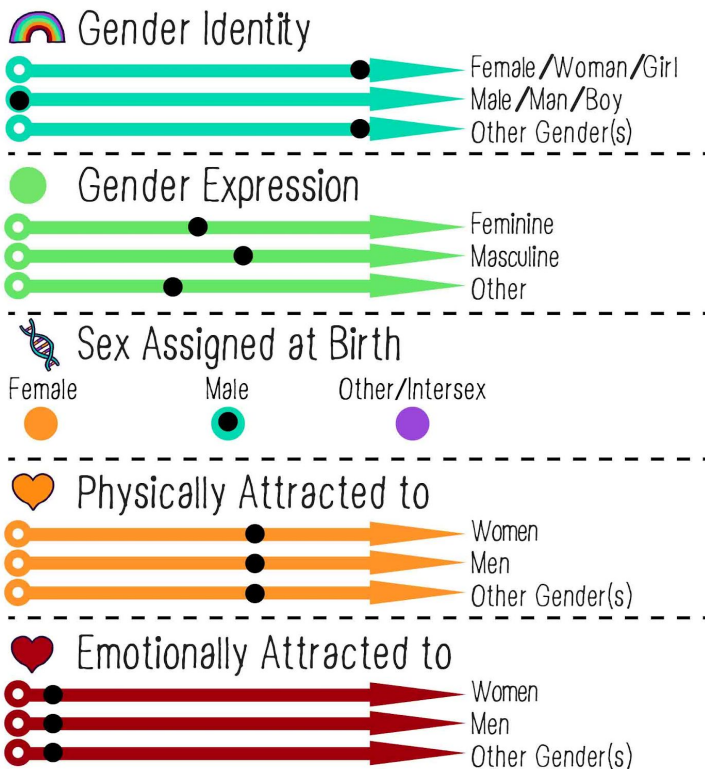 Gender Identity
Female/Woman/Girl
Male/Man/Boy
Other Gender(s)
Gender Expression
Feminine
Masculine
Other
Sex Assigned at Birth
Female Male Other/Intersex
Physically Attracted to
Women
Men
Other Gender(s)
Emotionally Attracted to
Women
Men
Other Gender(s)